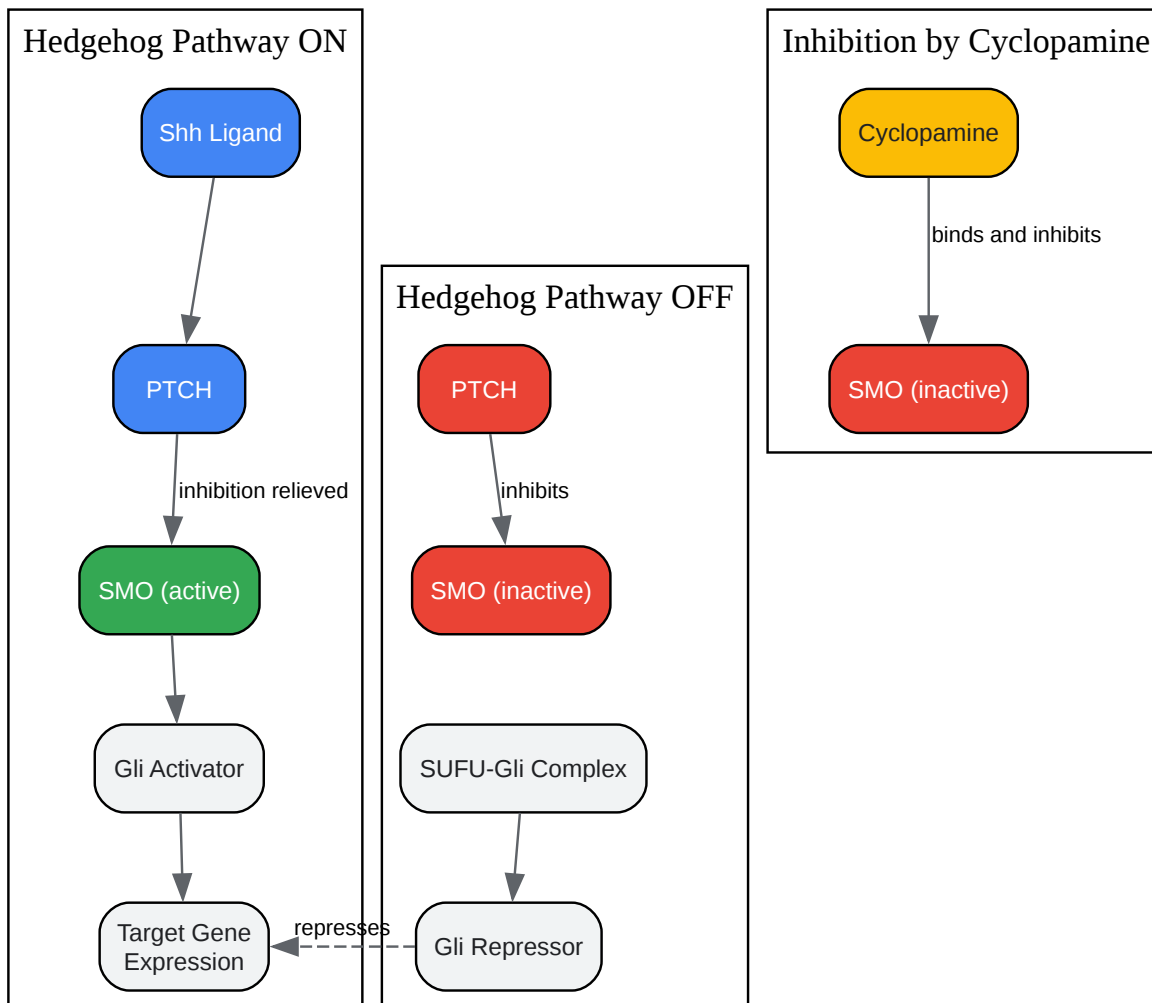 Hedgehog Pathway ON
Shh Ligand
PTCH
inhibition relieved
SMO (active)
Gli Activator
Target Gene
Expression
Hedgehog Pathway OFF
PTCH
inhibits
SMO (inactive)
SUFU-Gli Complex
Gli Repressor
represses
Inhibition by Cyclopamine
Cyclopamine
binds and inhibits
SMO (inactive)